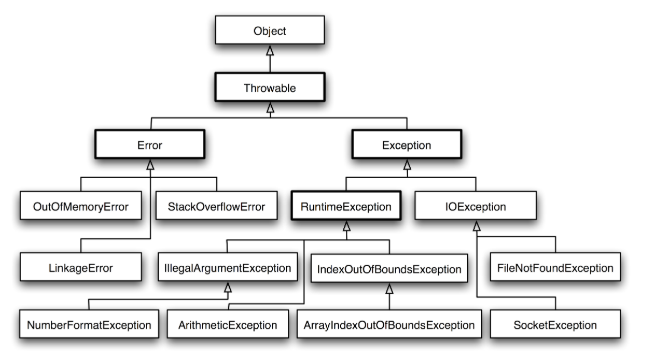 Object
Throwable
Error
Exception
OutOfMemoryError
StackOverflowError
RuntimeException
IOException
LinkageError
IllegalArgumentException
IndexOutOfBoundsException
FileNotFoundException
NumberFormatException
ArithmeticException
ArrayIndexOutOfBoundsException
SocketException